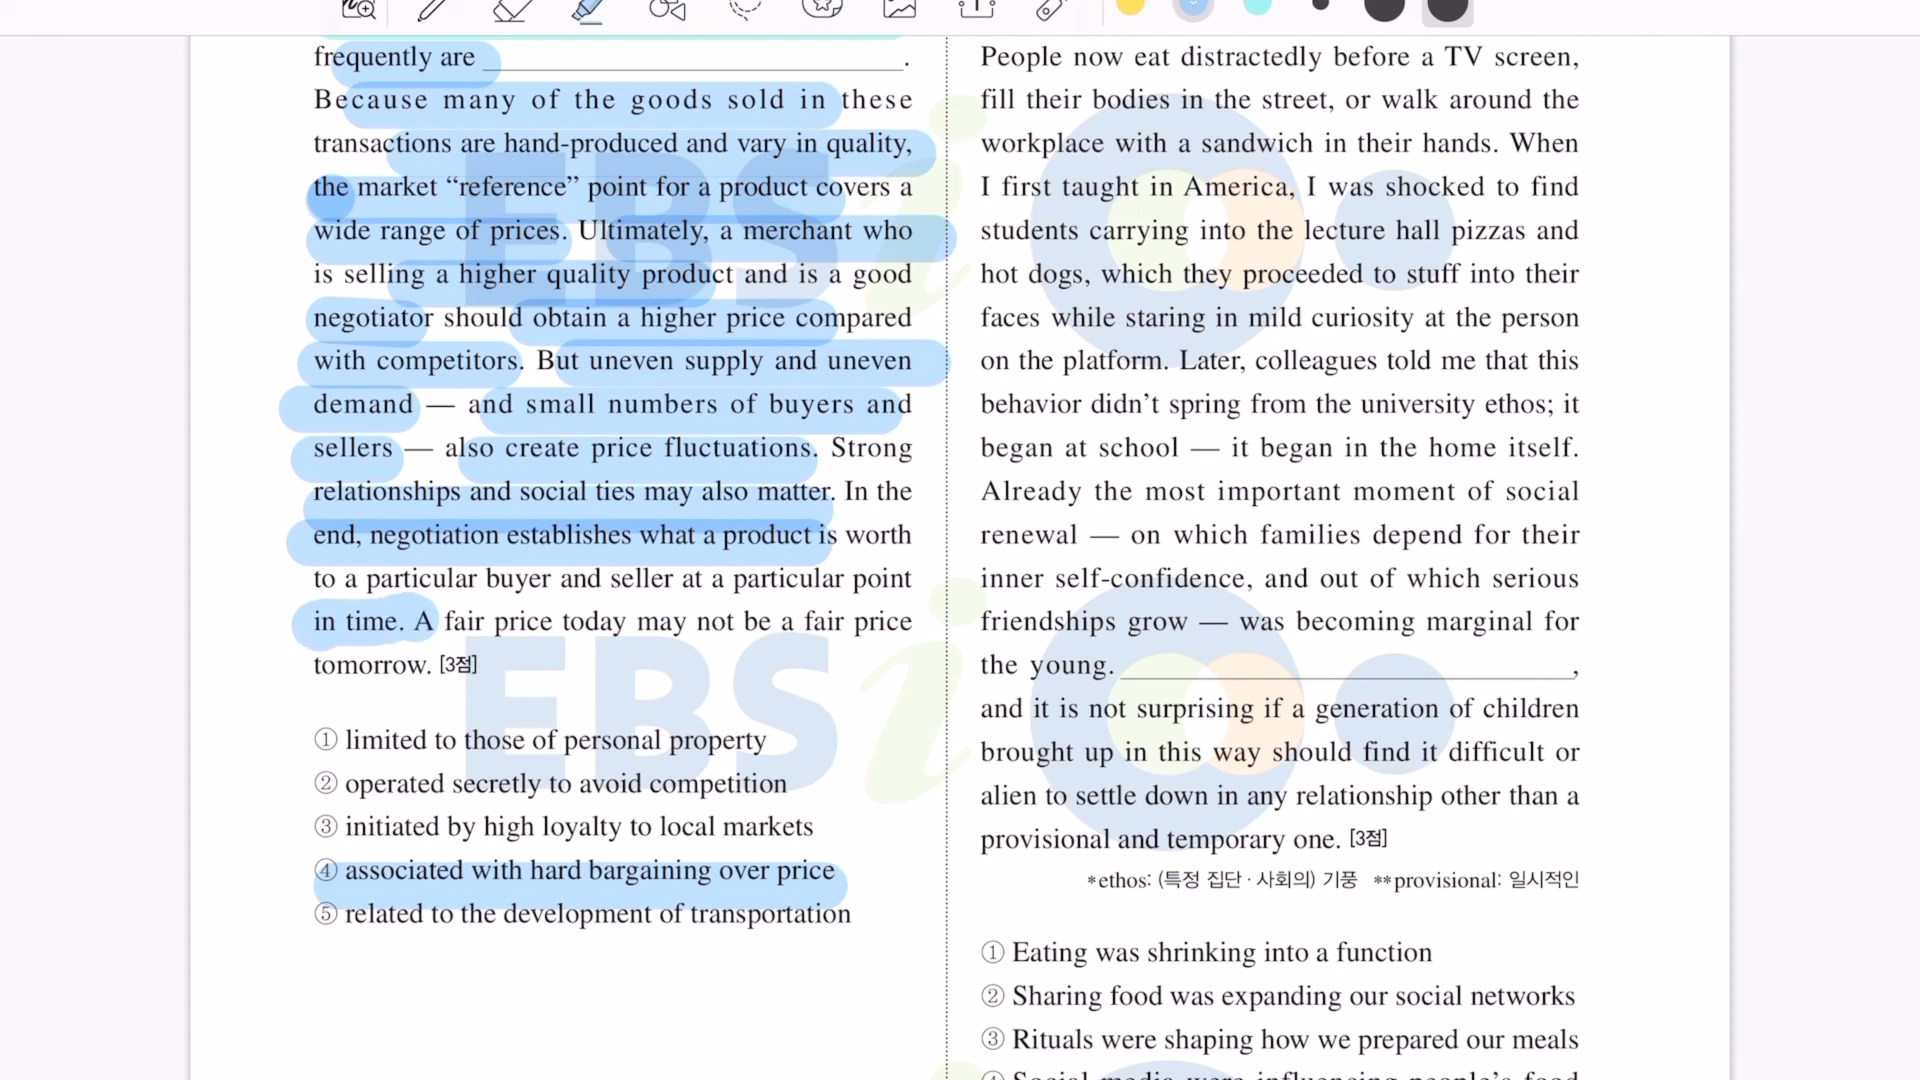 frequently are ____________________.
Because many of the goods sold in these
transactions are hand-produced and vary in quality,
the market “reference” point for a product covers a
wide range of prices. Ultimately, a merchant who
is selling a higher quality product and is a good
negotiator should obtain a higher price compared
with competitors. But uneven supply and uneven
demand — and small numbers of buyers and
sellers — also create price fluctuations. Strong
relationships and social ties may also matter. In the
end, negotiation establishes what a product is worth
to a particular buyer and seller at a particular point
in time. A fair price today may not be a fair price
tomorrow. [3점]
① limited to those of personal property
② operated secretly to avoid competition
③ initiated by high loyalty to local markets
④ associated with hard bargaining over price
⑤ related to the development of transportation
People now eat distractedly before a TV screen,
fill their bodies in the street, or walk around the
workplace with a sandwich in their hands. When
I first taught in America, I was shocked to find
students carrying into the lecture hall pizzas and
hot dogs, which they proceeded to stuff into their
faces while staring in mild curiosity at the person
on the platform. Later, colleagues told me that this
behavior didn’t spring from the university ethos; it
began at school — it began in the home itself.
Already the most important moment of social
renewal — on which families depend for their
inner self-confidence, and out of which serious
friendships grow — was becoming marginal for
the young. ____________________,
and it is not surprising if a generation of children
brought up in this way should find it difficult or
alien to settle down in any relationship other than a
provisional and temporary one. [3점]
*ethos: (특정 집단·사회의) 기풍 **provisional: 일시적인
① Eating was shrinking into a function
② Sharing food was expanding our social networks
③ Rituals were shaping how we prepared our meals
④ Social media were influencing people’s food
EBSi
EBSi